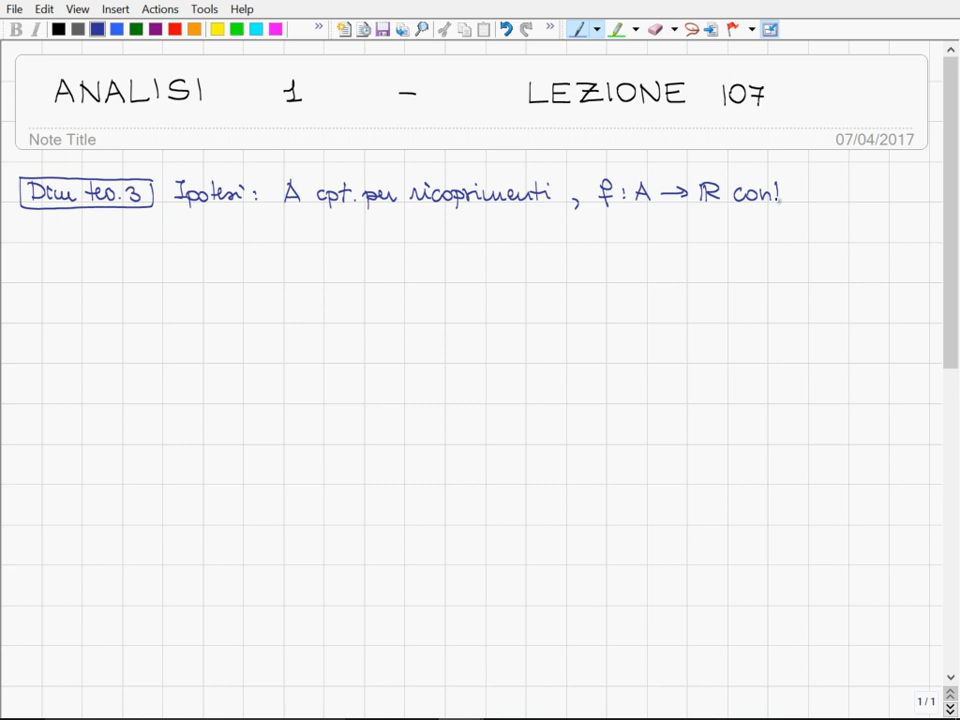 File Edit View Insert Actions Tools Help
B I
ANALISI 1 - LEZIONE 107
Note Title 07/04/2017
Dim teo. 3 Ipotesi: A cpt. per ricoprimenti, f: A → ℝ con
1/1